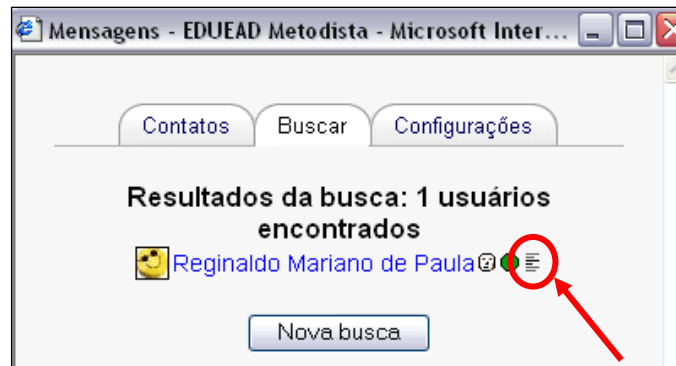 Mensagens - EDUEAD Metodista - Microsoft Inter...
Contatos Buscar Configurações
Resultados da busca: 1 usuários
encontrados
Reginaldo Mariano de Paula
Nova busca